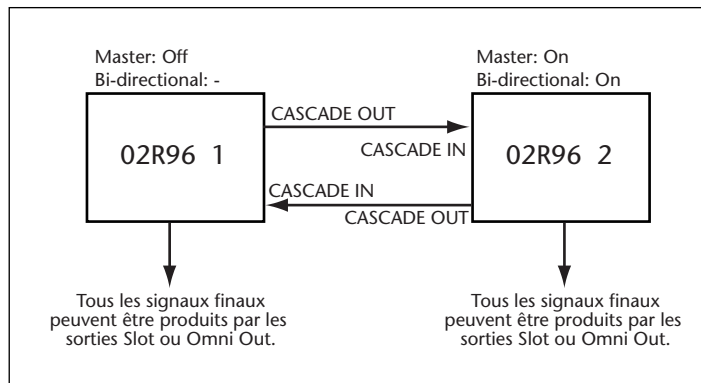 Master: Off
Bi-directional: -
02R96 1
Master: On
Bi-directional: On
02R96 2
CASCADE OUT
CASCADE IN
CASCADE IN
CASCADE OUT
Tous les signaux finaux
peuvent être produits par les
sorties Slot ou Omni Out.
Tous les signaux finaux
peuvent être produits par les
sorties Slot ou Omni Out.